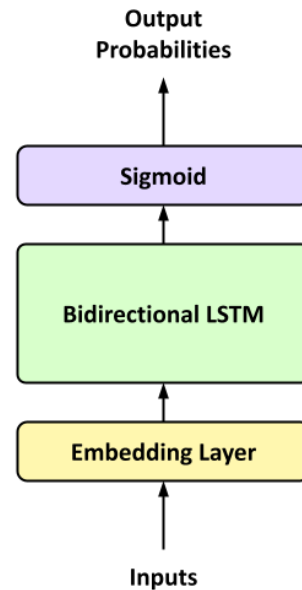 Output
Probabilities
Sigmoid
Bidirectional LSTM
Embedding Layer
Inputs